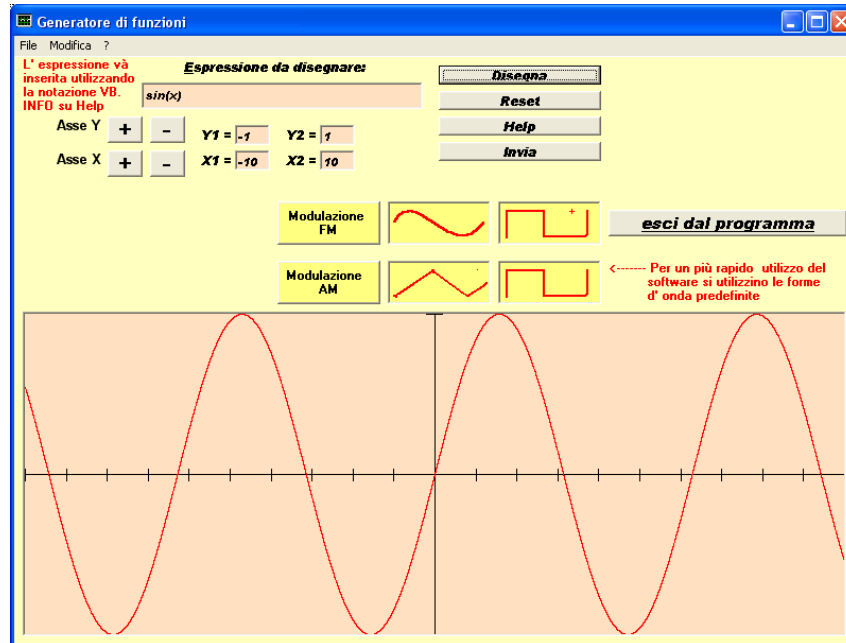 Generatore di funzioni
File Modifica ?
L' espressione và
inserita utilizzando
la notazione VB.
INFO su Help
Espressione da disegnare:
sin(x)
Disegna
Reset
Help
Invia
Asse Y + -
Y1 = -1 Y2 = 1
Asse X + -
X1 = -10 X2 = 10
Modulazione
FM
esci dal programma
Modulazione
AM
<------ Per un più rapido utilizzo del
software si utilizzino le forme
d' onda predefinite